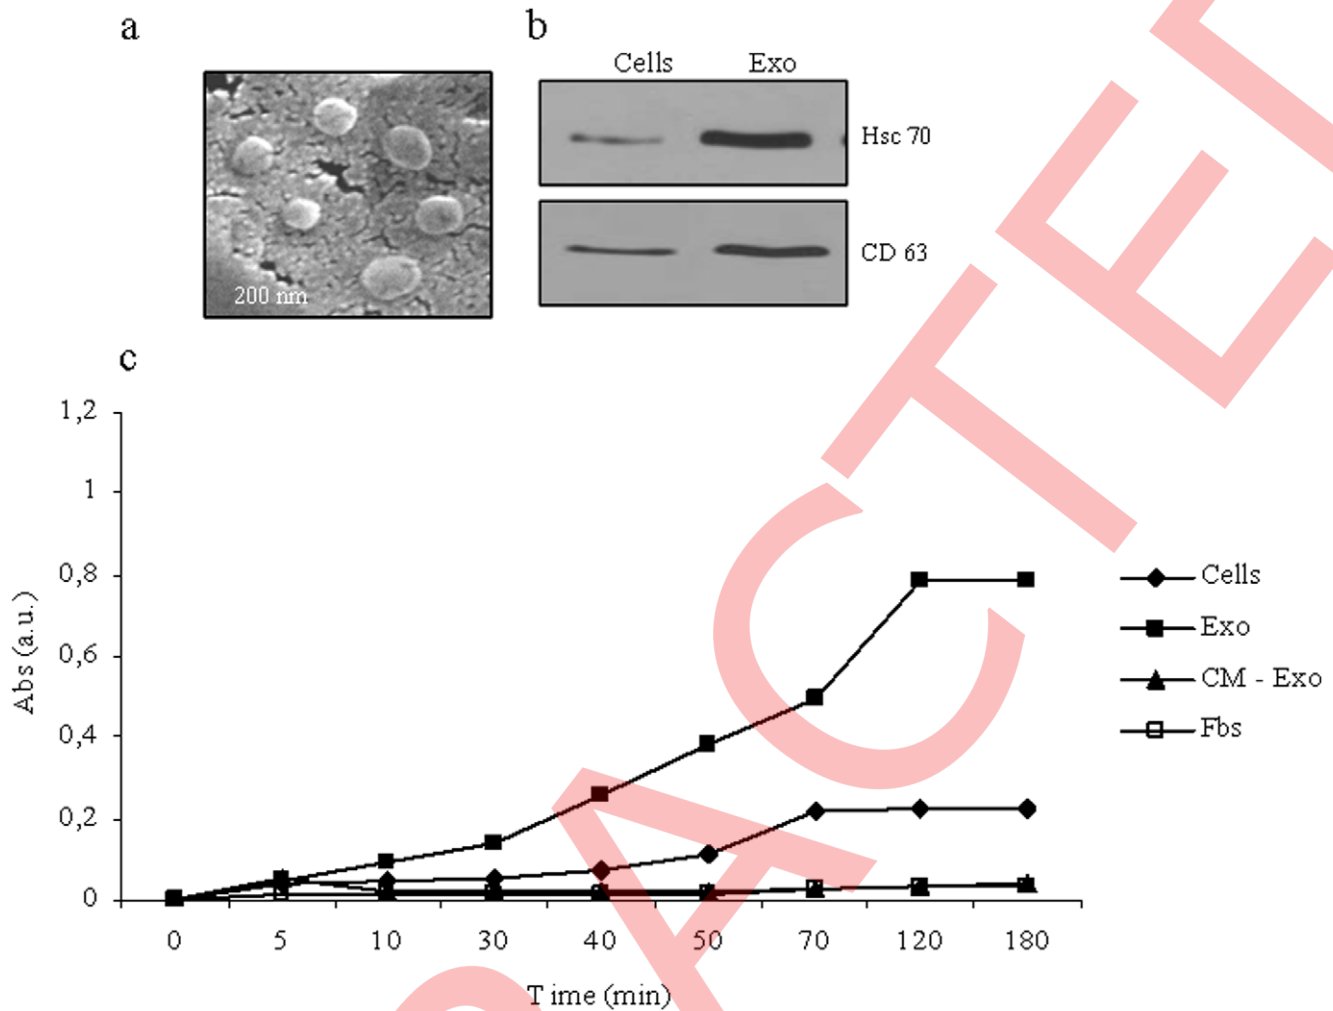 a
b
Cells Exo
Hsc 70
CD 63
200 nm
c
1,2
1
0,8
0,6
0,4
0,2
0
Abs (a.u.)
0 5 10 30 40 50 70 120 180
Time (min)
Cells
Exo
CM - Exo
Fbs